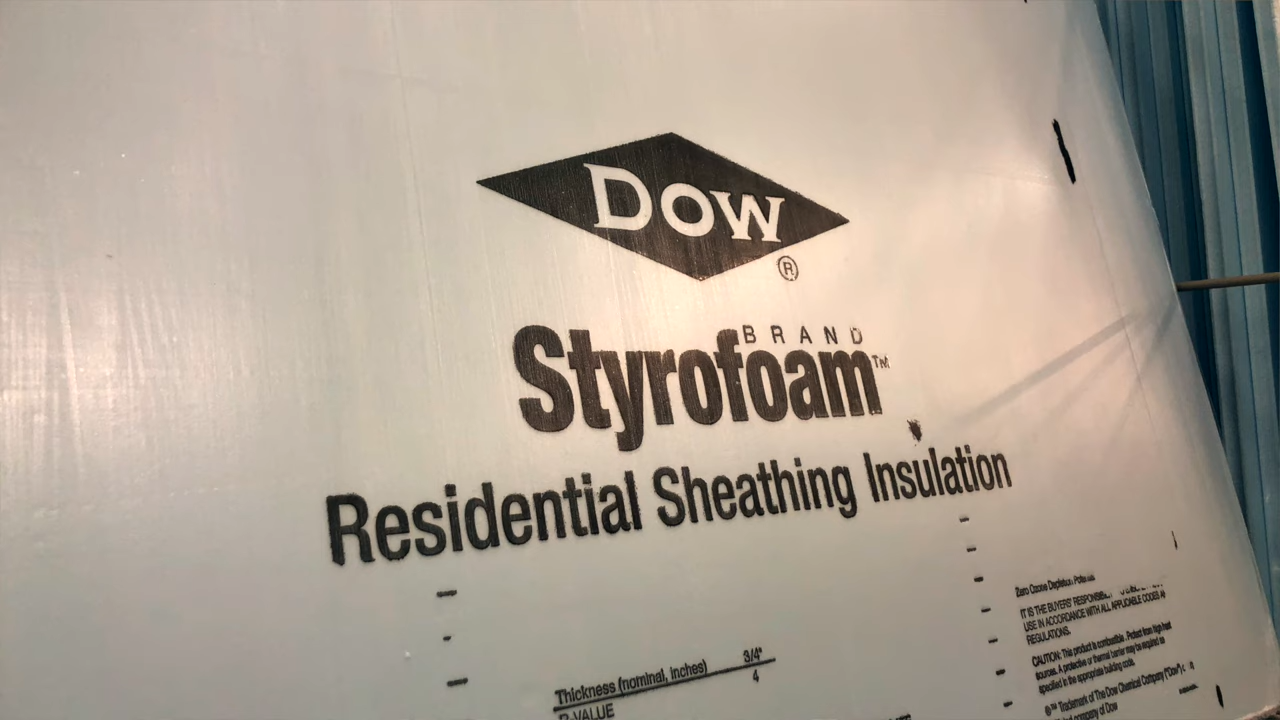 DOW
®
BRAND
Styrofoam™
Residential Sheathing Insulation
Thickness (nominal, inches) 3/4"
R-VALUE 4
Zero Ozone Depletion Potential
IT IS THE BUYERS' RESPONSIBILITY TO
USE IN ACCORDANCE WITH ALL APPLICABLE CODES
REGULATIONS.
CAUTION: This product is combustible. Protect from high heat
sources. A protective or thermal barrier may be required as
specified in the appropriate building code.
®™ Trademark of The Dow Chemical Company ("Dow")
company of Dow